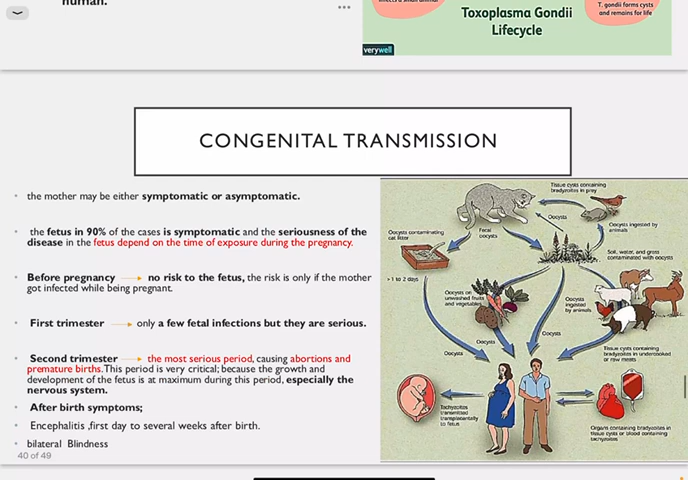 human.
T. gondii forms cysts
and remains for life
Toxoplasma Gondii
Lifecycle
verywell
CONGENITAL TRANSMISSION
• the mother may be either symptomatic or asymptomatic.
• the fetus in 90% of the cases is symptomatic and the seriousness of the
disease in the fetus depend on the time of exposure during the pregnancy.
• Before pregnancy → no risk to the fetus, the risk is only if the mother
got infected while being pregnant.
• First trimester → only a few fetal infections but they are serious.
• Second trimester → the most serious period, causing abortions and
premature births. This period is very critical; because the growth and
development of the fetus is at maximum during this period, especially the
nervous system.
• After birth symptoms;
• Encephalitis ,first day to several weeks after birth.
• bilateral Blindness
40 of 49
Tissue cysts containing
bradyzoites in prey
Oocysts
Oocysts ingested by
animals
Oocysts contaminating
cat litter
Fecal
oocysts
Soil, water, and grass
contaminated with oocysts
>1 to 2 days
Oocysts on
unwashed fruits
and vegetables
Oocysts
ingested
by animals
Oocysts
Oocysts
Oocysts
Tissue cysts containing
bradyzoites in undercooked
or raw meats
Tachyzoites
transmitted
transplacentally
to fetus
Organs containing bradyzoites in
tissue cysts or blood containing
tachyzoites